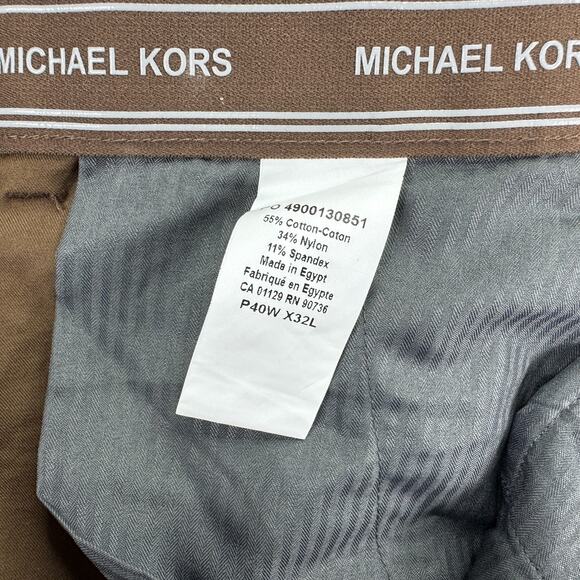 MICHAEL KORS MICHAEL KOR
4900130851
55% Cotton-Coton
34% Nylon
11% Spandex
Made in Egypt
Fabriqué en Egypte
CA 01129 RN 90736
P40W X32L